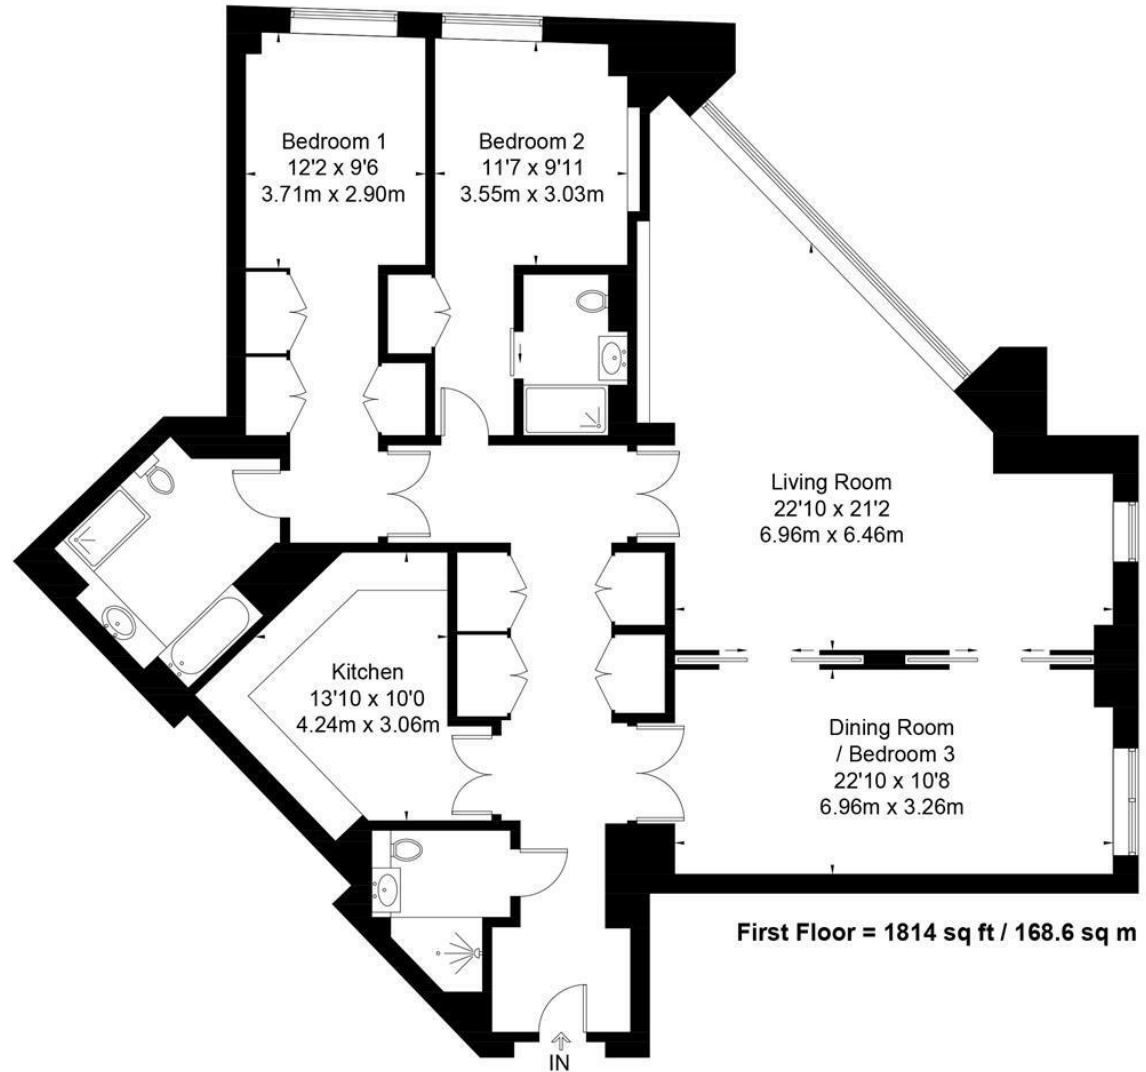 Bedroom 1
12'2 x 9'6
3.71m x 2.90m
Bedroom 2
11'7 x 9'11
3.55m x 3.03m
Living Room
22'10 x 21'2
6.96m x 6.46m
Kitchen
13'10 x 10'0
4.24m x 3.06m
Dining Room
/ Bedroom 3
22'10 x 10'8
6.96m x 3.26m
First Floor = 1814 sq ft / 168.6 sq m
IN